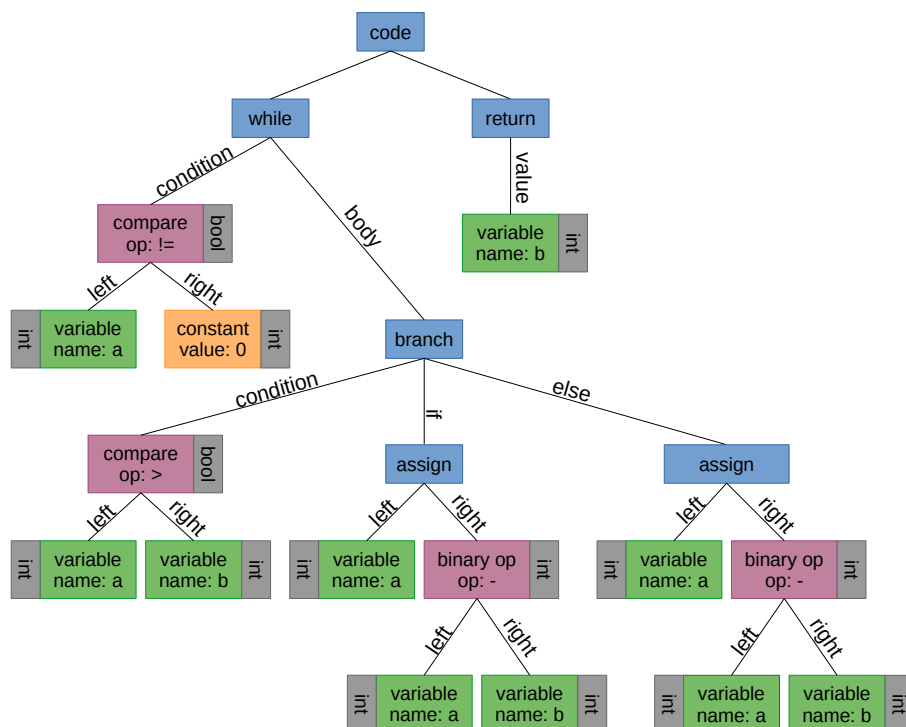 code
while
return
condition
body
value
compare
op: !=
bool
variable
name: b
int
left
right
int
variable
name: a
constant
value: 0
int
branch
condition
if
else
compare
op: >
bool
assign
assign
left
right
left
right
left
right
int
variable
name: a
variable
name: b
int
int
variable
name: a
binary op
op: -
int
int
variable
name: a
binary op
op: -
int
left
right
left
right
int
variable
name: a
variable
name: b
int
int
variable
name: a
variable
name: b
int